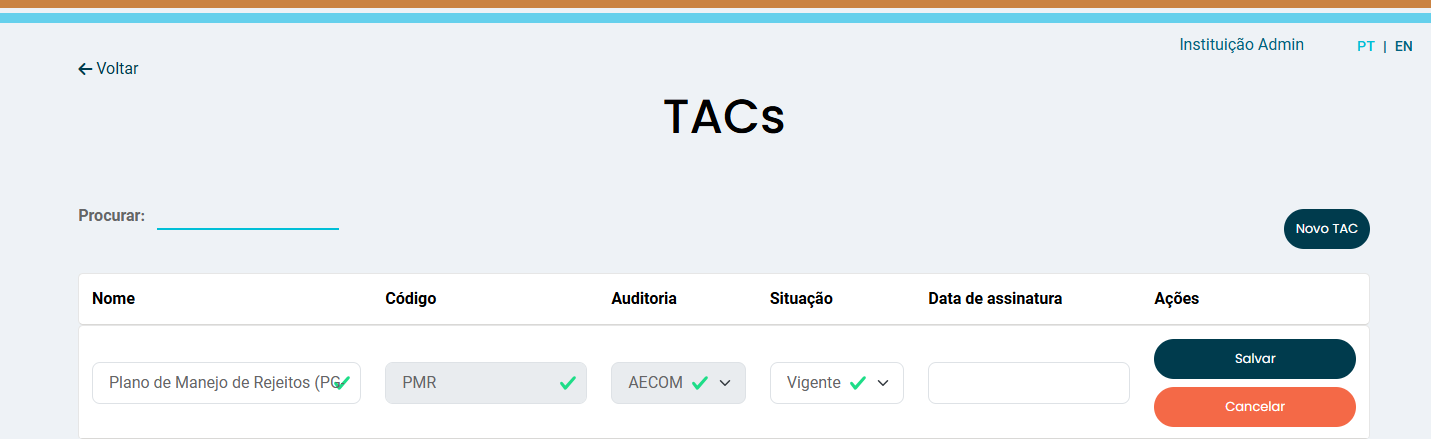 Instituição Admin PT | EN
Voltar
TACs
Procurar:
Novo TAC
Nome Código Auditoria Situação Data de assinatura Ações
Plano de Manejo de Rejeitos (PG PMR AECOM Vigente
Salvar
Cancelar